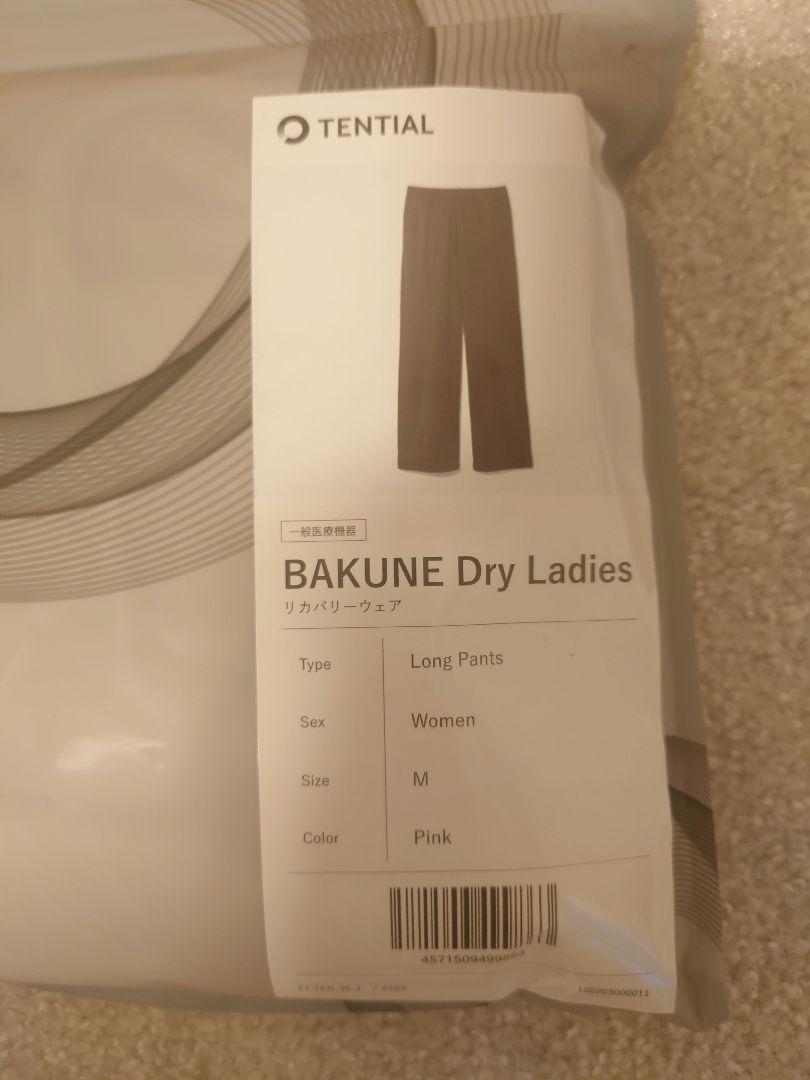 TENTIAL
一般医療機器
BAKUNE Dry Ladies
リカバリーウェア
Type Long Pants
Sex Women
Size M
Color Pink
100203000011